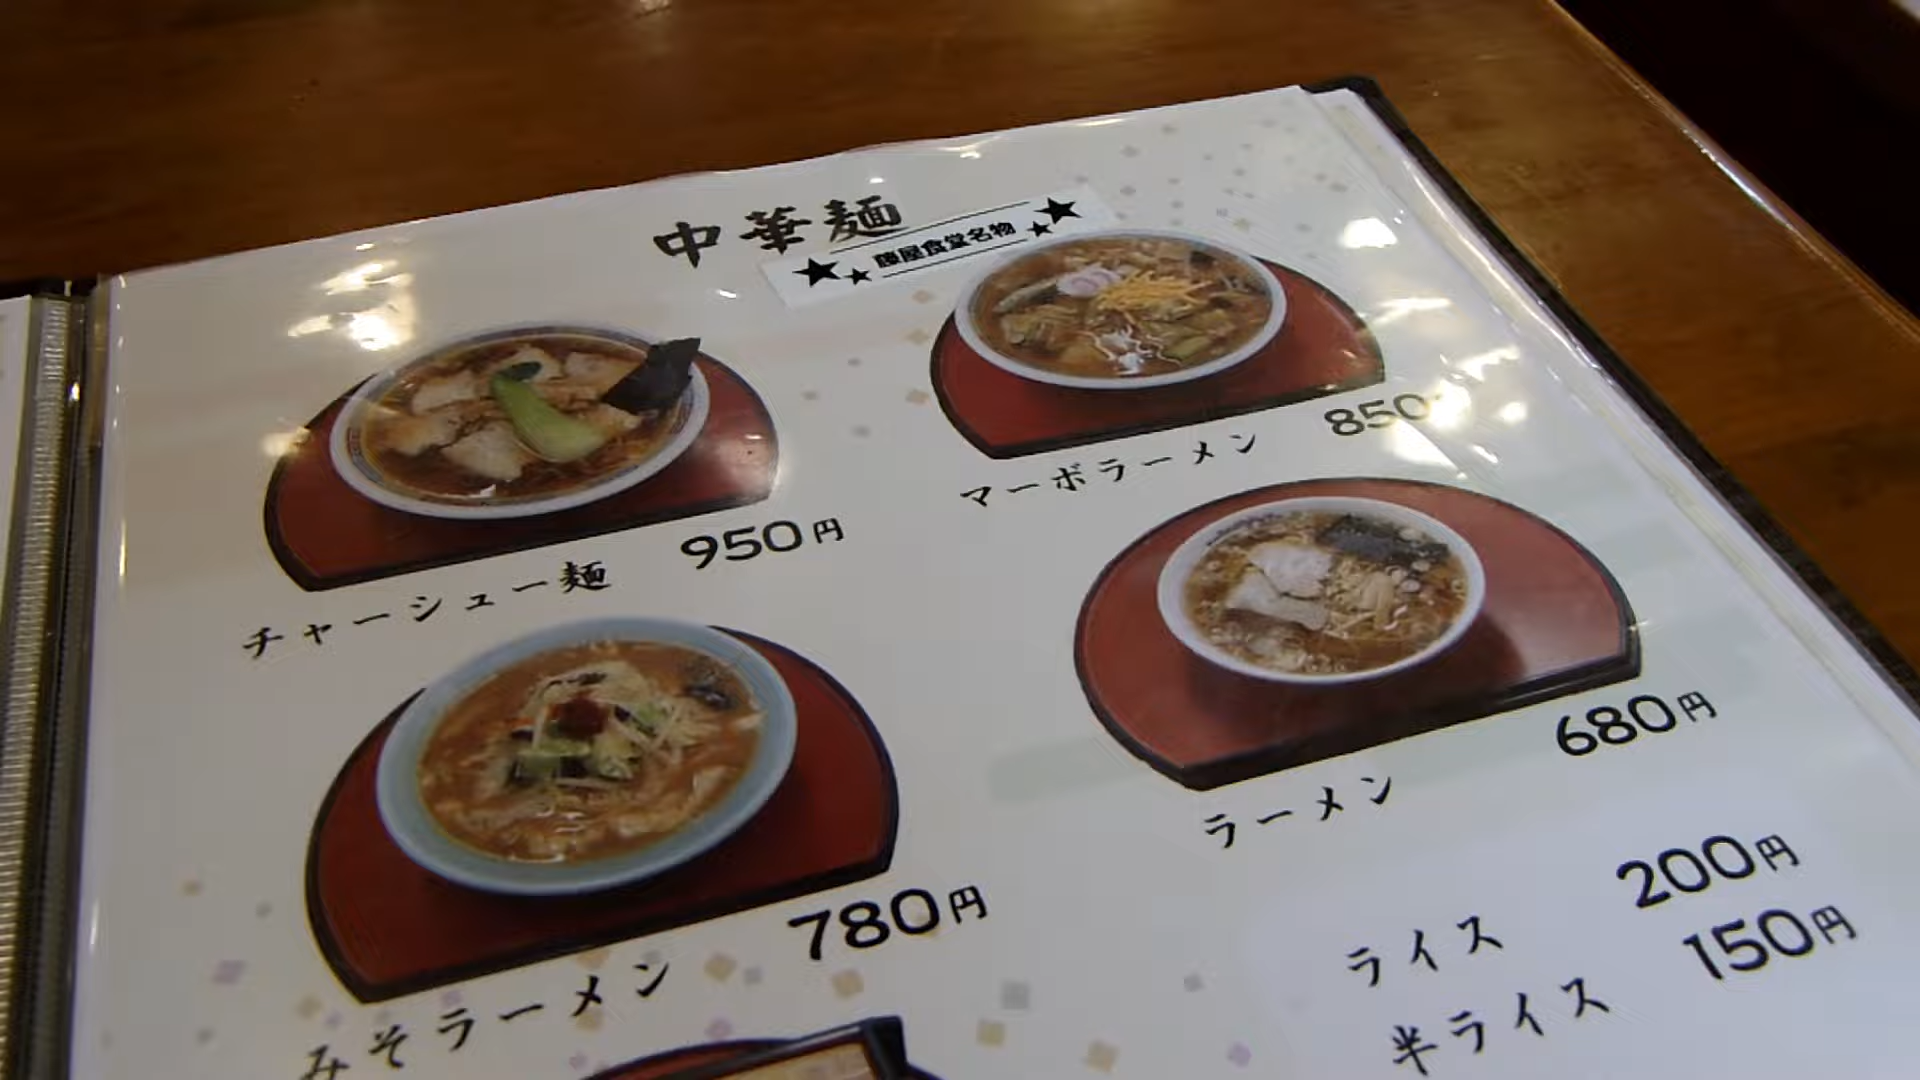 中華麺
★★藤屋食堂名物★★
チャーシュー麺 950円
マーボラーメン 850
みそラーメン 780円
ラーメン 680円
ライス 200円
半ライス 150円